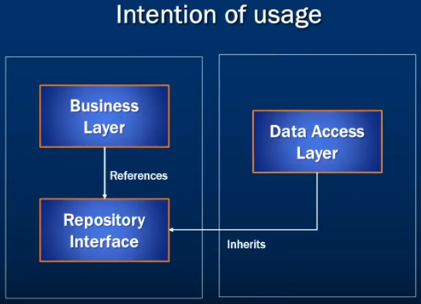 Intention of usage
Business
Layer
References
Repository
Interface
Data Access
Layer
Inherits